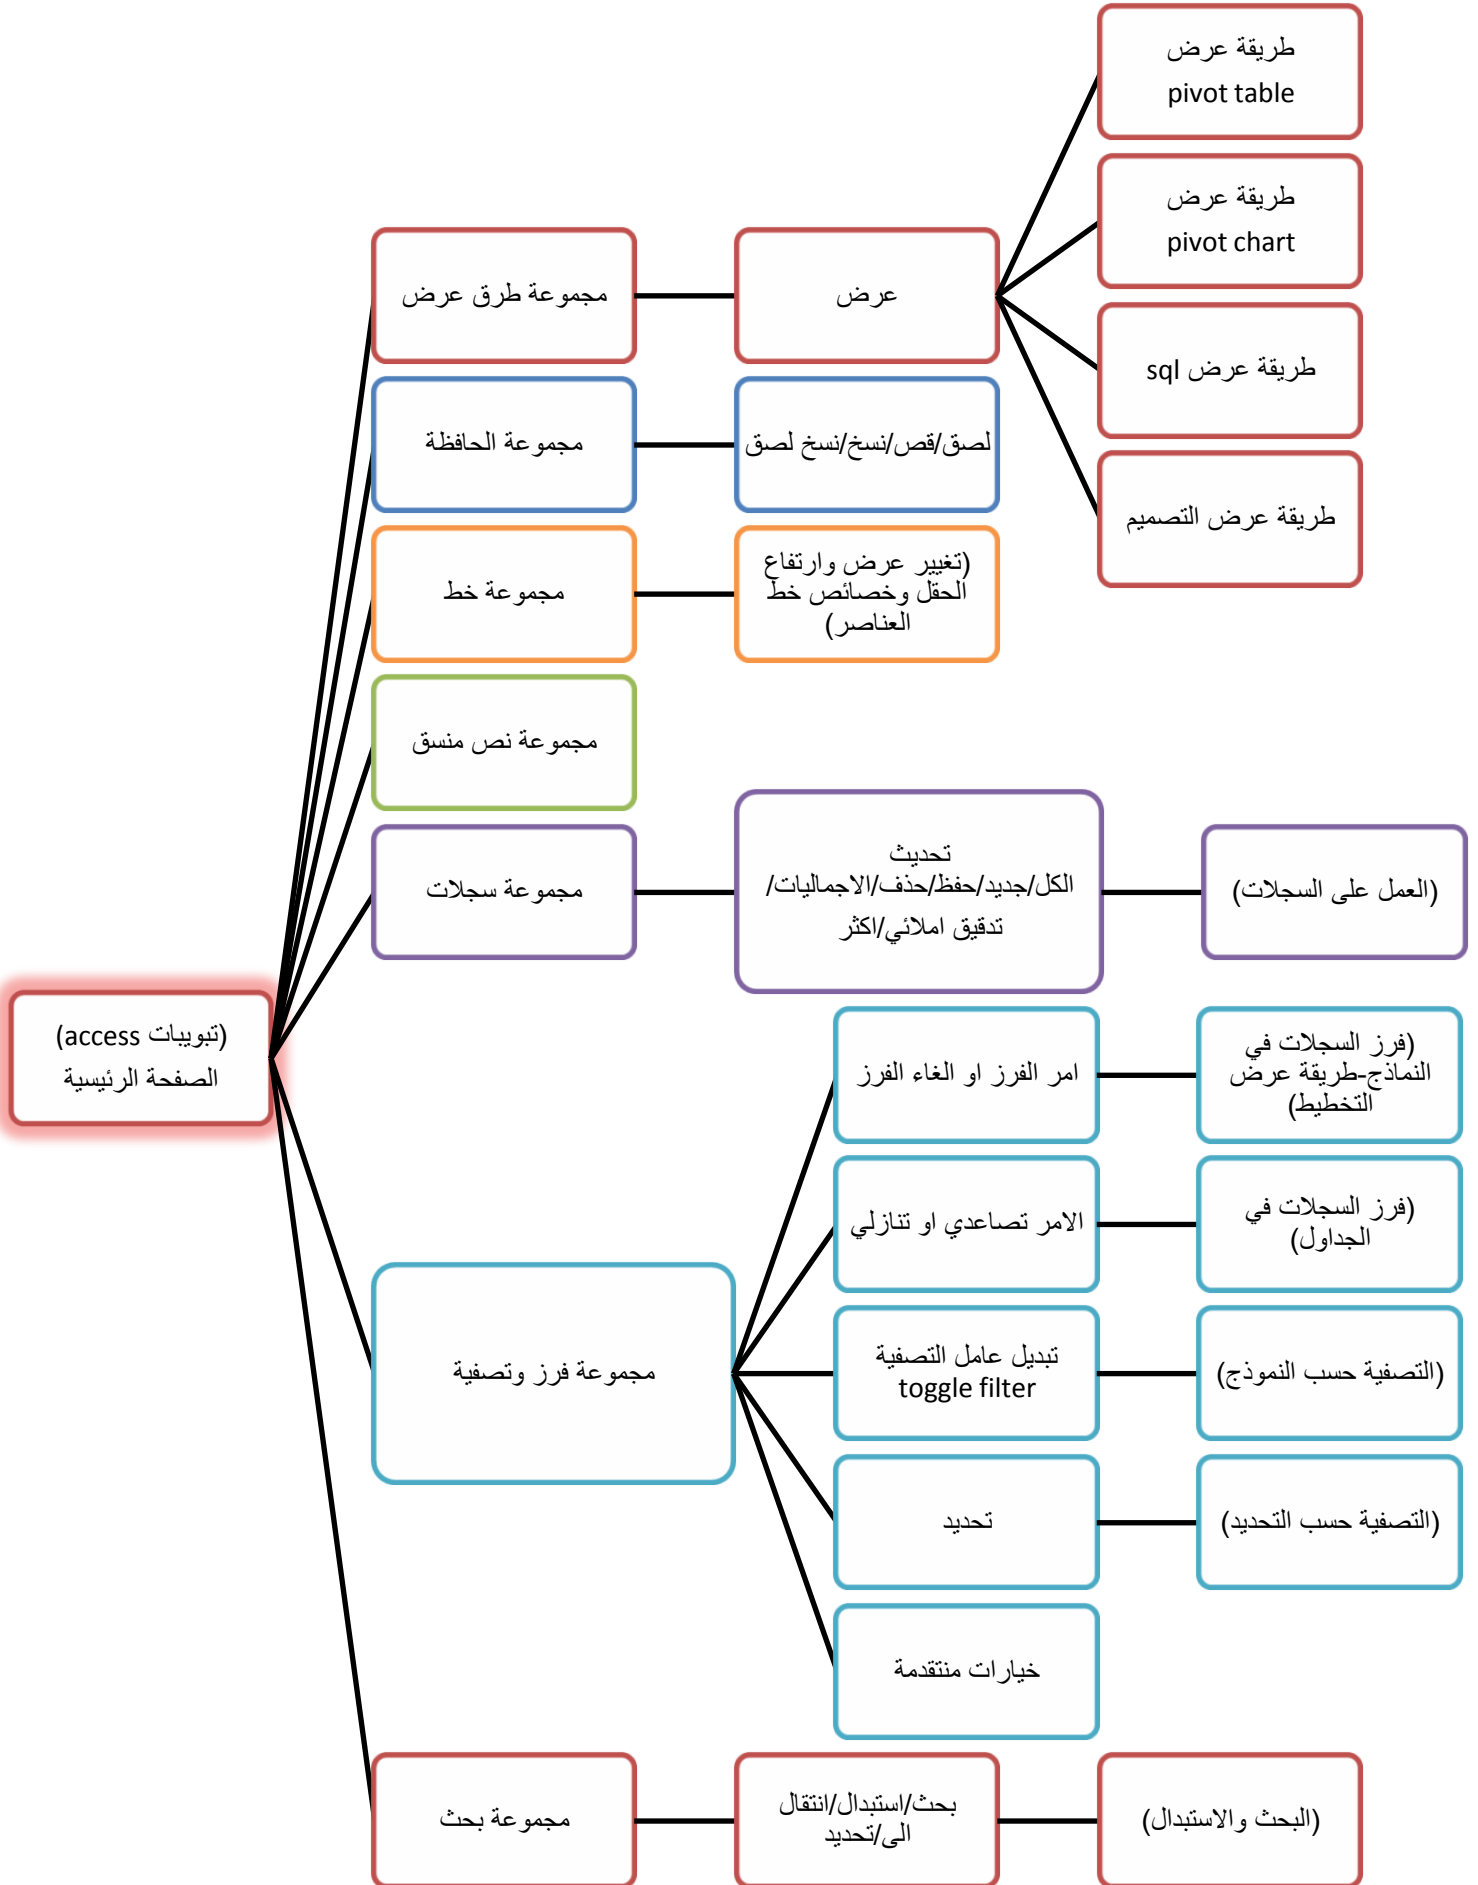 (تبويبات access)
الصفحة الرئيسية
مجموعة طرق عرض
عرض
طريقة عرض
pivot table
طريقة عرض
pivot chart
طريقة عرض sql
طريقة عرض التصميم
مجموعة الحافظة
لصق/قص/نسخ/نسخ لصق
مجموعة خط
(تغيير عرض وارتفاع
الحقل وخصائص خط
العناصر)
مجموعة نص منسق
مجموعة سجلات
تحديث
الكل/جديد/حفظ/حذف/الاجماليات/
تدقيق املائي/اكثر
(العمل على السجلات)
مجموعة فرز وتصفية
امر الفرز او الغاء الفرز
(فرز السجلات في
النماذج-طريقة عرض
التخطيط)
الامر تصاعدي او تنازلي
(فرز السجلات في
الجداول)
تبديل عامل التصفية
toggle filter
(التصفية حسب النموذج)
تحديد
(التصفية حسب التحديد)
خيارات منتقدمة
مجموعة بحث
بحث/استبدال/انتقال
الى/تحديد
(البحث والاستبدال)